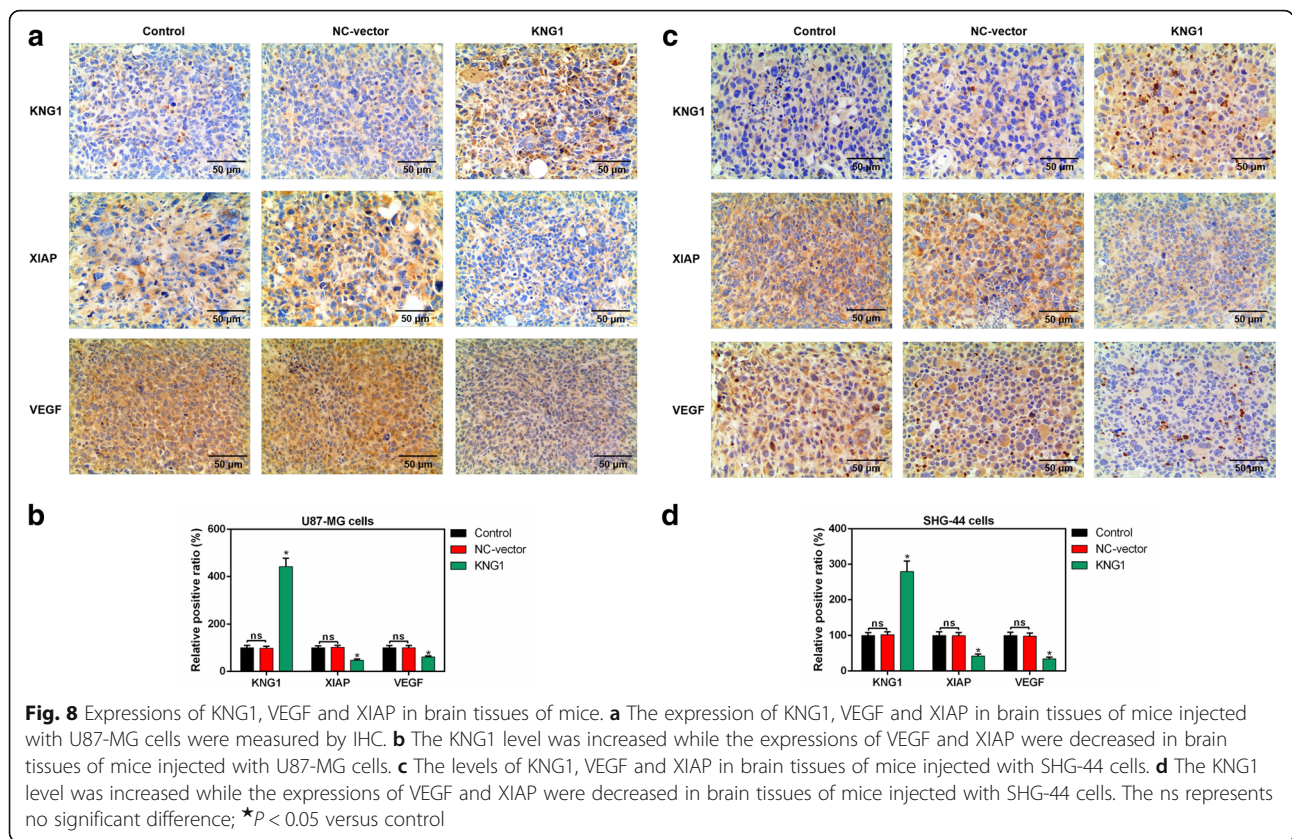 a
Control NC-vector KNG1
KNG1
50 µm 50 µm 50 µm
XIAP
50 µm 50 µm 50 µm
VEGF
50 µm 50 µm 50 µm
c
Control NC-vector KNG1
KNG1
50 µm 50 µm 50 µm
XIAP
50 µm 50 µm 50 µm
VEGF
50 µm 50 µm 50 µm
b
U87-MG cells
Relative positive ratio (%)
600
400
200
0
* ns ns * ns *
KNG1 XIAP VEGF
Control
NC-vector
KNG1
d
SHG-44 cells
Relative positive ratio (%)
400
300
200
100
0
* ns ns * ns *
KNG1 XIAP VEGF
Control
NC-vector
KNG1
Fig. 8 Expressions of KNG1, VEGF and XIAP in brain tissues of mice. a The expression of KNG1, VEGF and XIAP in brain tissues of mice injected
with U87-MG cells were measured by IHC. b The KNG1 level was increased while the expressions of VEGF and XIAP were decreased in brain
tissues of mice injected with U87-MG cells. c The levels of KNG1, VEGF and XIAP in brain tissues of mice injected with SHG-44 cells. d The KNG1
level was increased while the expressions of VEGF and XIAP were decreased in brain tissues of mice injected with SHG-44 cells. The ns represents
no significant difference; ★P < 0.05 versus control